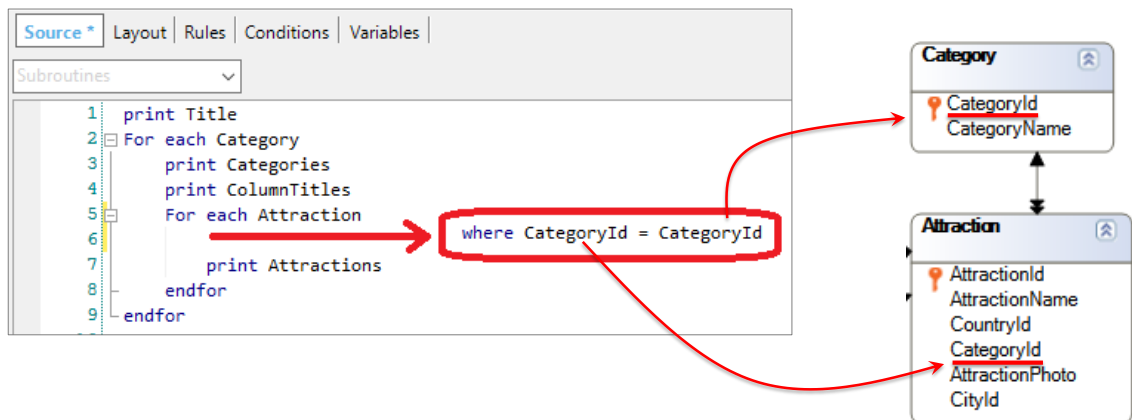 Source * Layout Rules Conditions Variables
Subroutines
1 print Title
2 For each Category
3 print Categories
4 print ColumnTitles
5 For each Attraction
6 where CategoryId = CategoryId
7 print Attractions
8 endfor
9 endfor
Category
CategoryId
CategoryName
Attraction
AttractionId
AttractionName
CountryId
CategoryId
AttractionPhoto
CityId